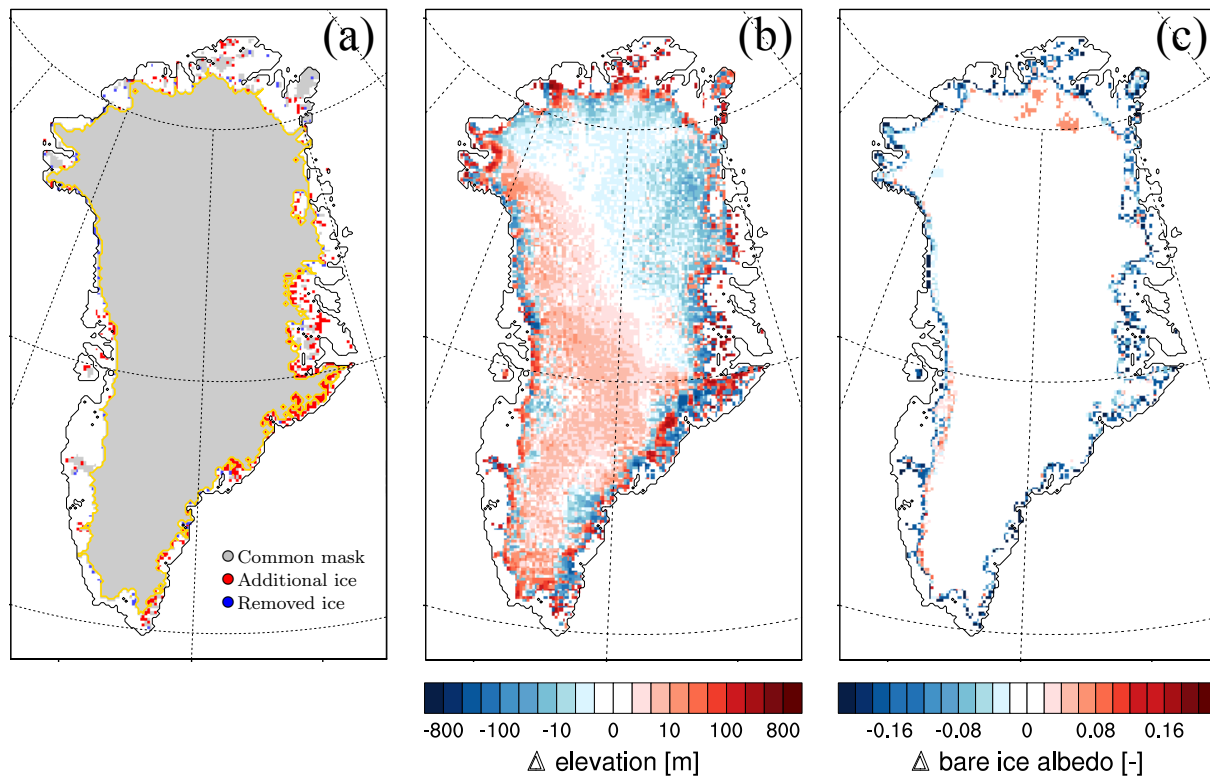 (a)
(b)
(c)
Common mask
Additional ice
Removed ice
-800 -100 -10 0 10 100 800
Δ elevation [m]
-0.16 -0.08 0 0.08 0.16
Δ bare ice albedo [-]